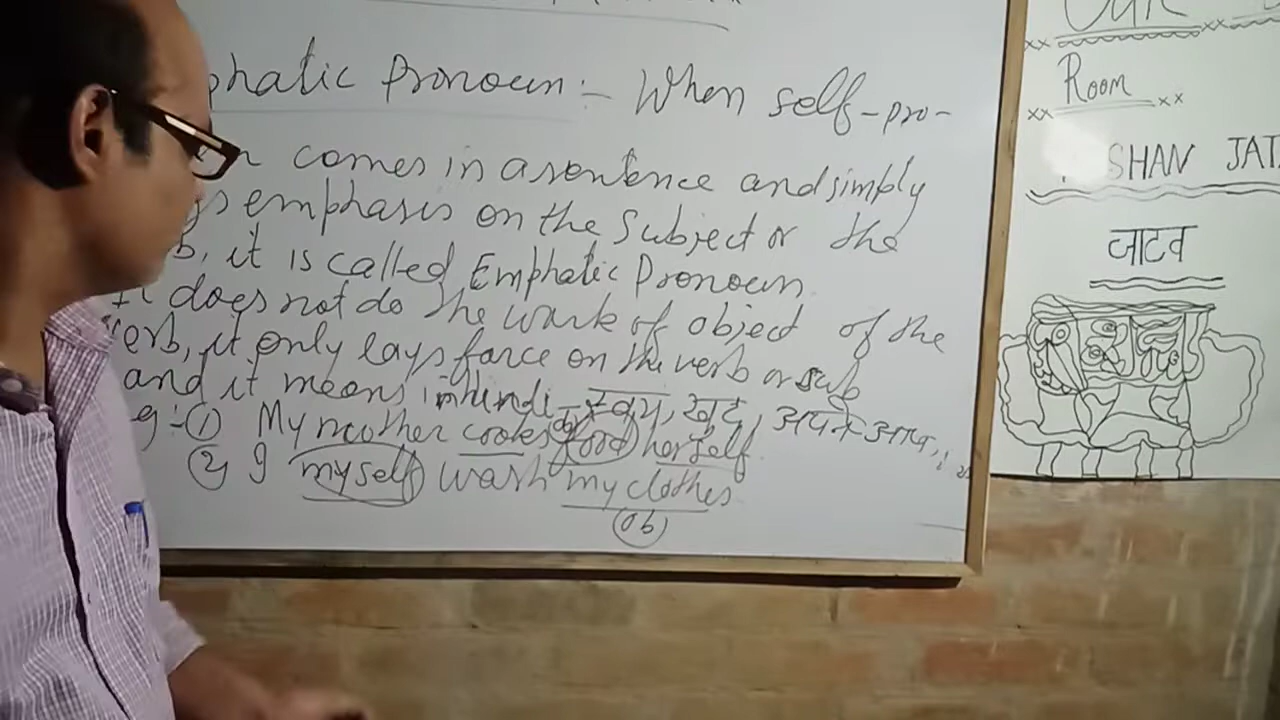 phatic Pronoun :- When self-pro-
n comes in a sentence and simply
ys emphasis on the Subject or the
b, it is called Emphatic Pronoun.
It does not do the work of object of the
verb, it only lays force on the verb or sub
and it means in hindi - स्वयं, खुद, अपने-आप,
g :- (1) My mother cooks food herself.
(2) I myself wash my clothes
(Ob)
Room
SHAN JATA
जाटव